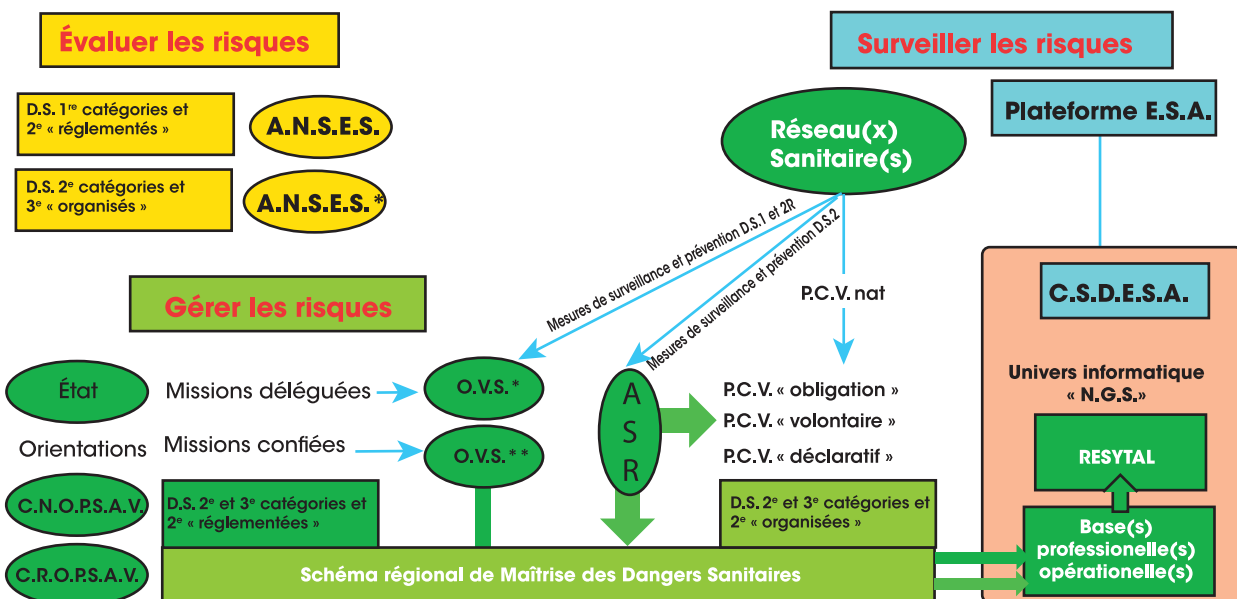 Évaluer les risques
D.S. 1re catégories et
2e « réglementés »
A.N.S.E.S.
D.S. 2e catégories et
3e « organisés »
A.N.S.E.S.*
Surveiller les risques
Réseau(x)
Sanitaire(s)
Plateforme E.S.A.
Mesures de surveillance et prévention D.S.1 et 2R
Mesures de surveillance et prévention D.S.2
P.C.V. nat
C.S.D.E.S.A.
Univers informatique
« N.G.S.»
RESYTAL
Base(s)
professionelle(s)
opérationelle(s)
Gérer les risques
État
Missions déléguées
O.V.S.*
Orientations
Missions confiées
O.V.S.**
A
S
R
P.C.V. « obligation »
P.C.V. « volontaire »
P.C.V. « déclaratif »
C.N.O.P.S.A.V.
D.S. 2e et 3e catégories et
2e « réglementées »
D.S. 2e et 3e catégories et
2e « organisées »
C.R.O.P.S.A.V.
Schéma régional de Maîtrise des Dangers Sanitaires